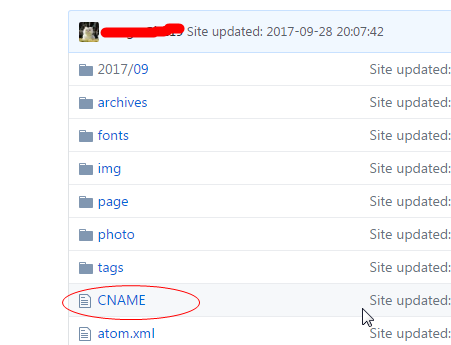 Site updated: 2017-09-28 20:07:42
2017/09 Site updated:
archives Site updated:
fonts Site updated:
img Site updated:
page Site updated:
photo Site updated:
tags Site updated:
CNAME Site updated:
atom.xml Site updated: